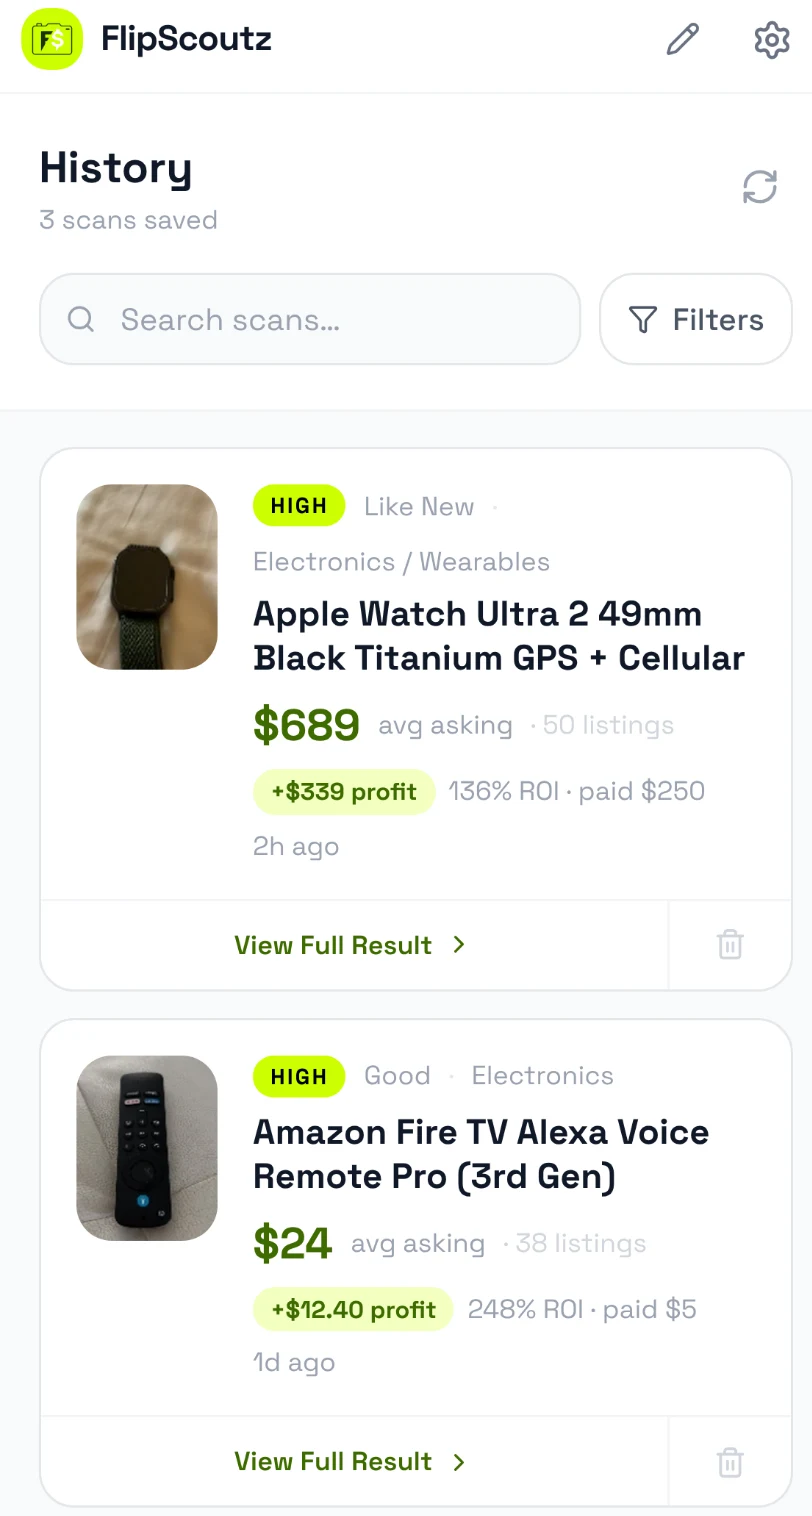 F$
FlipScoutz
History
3 scans saved
Search scans...
Filters
HIGH Like New ·
Electronics / Wearables
Apple Watch Ultra 2 49mm
Black Titanium GPS + Cellular
$689 avg asking · 50 listings
+$339 profit 136% ROI · paid $250
2h ago
View Full Result
HIGH Good · Electronics
Amazon Fire TV Alexa Voice
Remote Pro (3rd Gen)
$24 avg asking · 38 listings
+$12.40 profit 248% ROI · paid $5
1d ago
View Full Result